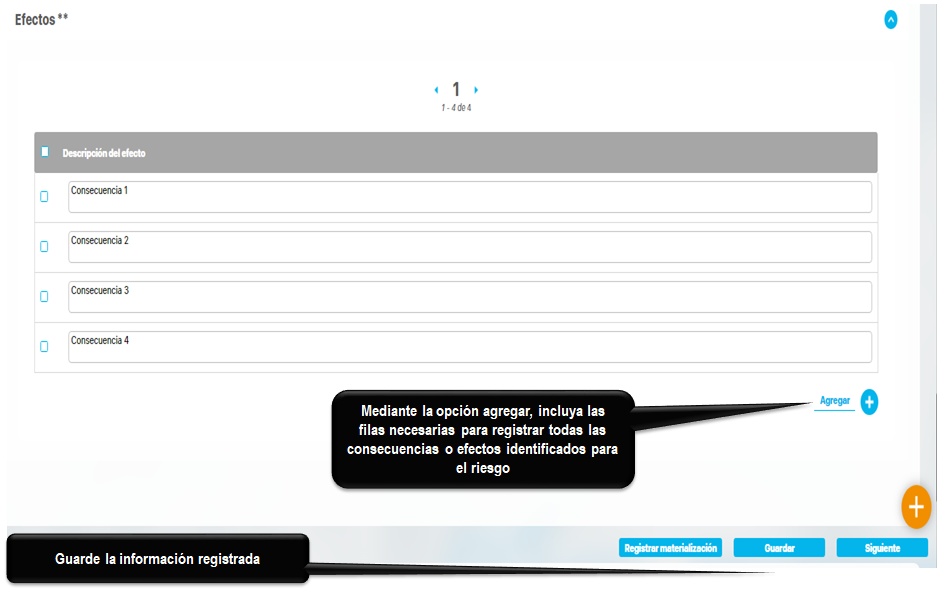 Efectos **
1
1 - 4 de 4
Descripción del efecto
Consecuencia 1
Consecuencia 2
Consecuencia 3
Consecuencia 4
Agregar
Mediante la opción agregar, incluya las
filas necesarias para registrar todas las
consecuencias o efectos identificados para
el riesgo
Registrar materialización
Guardar
Siguiente
Guarde la información registrada